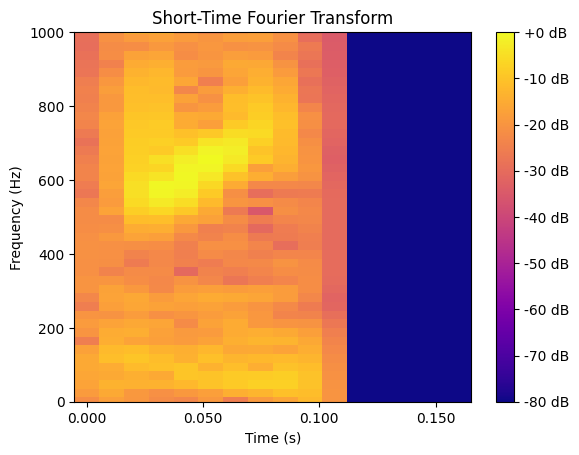 Short-Time Fourier Transform
1000
800
600
400
200
0
Frequency (Hz)
0.000
0.050
0.100
0.150
Time (s)
+0 dB
-10 dB
-20 dB
-30 dB
-40 dB
-50 dB
-60 dB
-70 dB
-80 dB